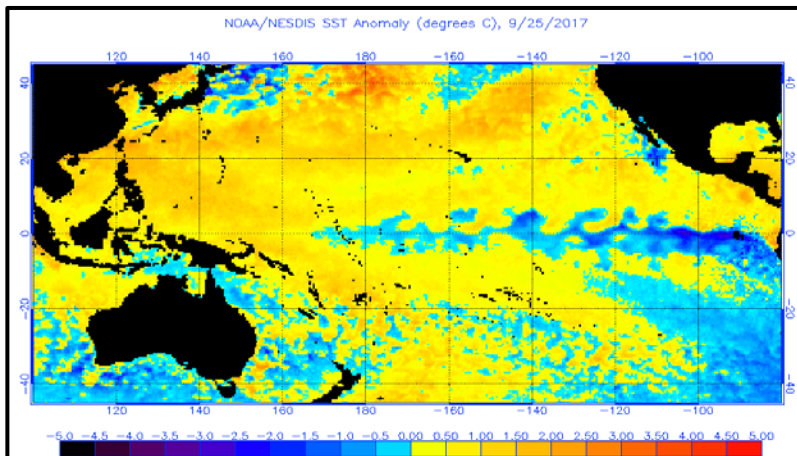 NOAA/NESDIS SST Anomaly (degrees C), 9/25/2017
120 140 160 180 -160 -140 -120 -100
40 40
20 20
0 0
-20 -20
-40 -40
120 140 160 180 -160 -140 -120 -100
-5.0 -4.5 -4.0 -3.5 -3.0 -2.5 -2.0 -1.5 -1.0 -0.5 0.00 0.50 1.00 1.50 2.00 2.50 3.00 3.50 4.00 4.50 5.00